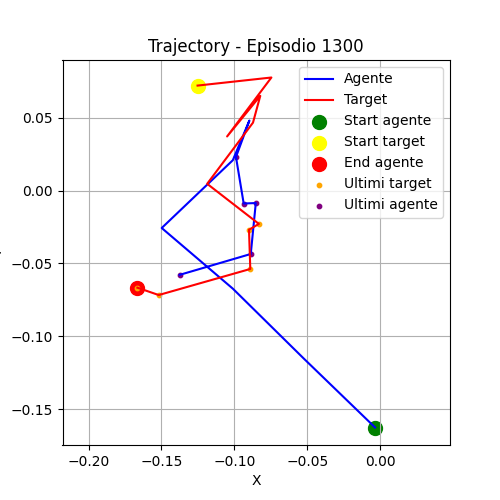 Trajectory - Episodio 1300
Agente
Target
Start agente
Start target
End agente
Ultimi target
Ultimi agente
0.05
0.00
−0.05
−0.10
−0.15
−0.20
−0.15
−0.10
−0.05
0.00
X